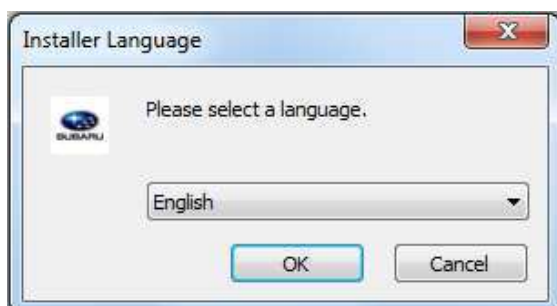 Installer Language
SUBARU
Please select a language.
English
OK
Cancel